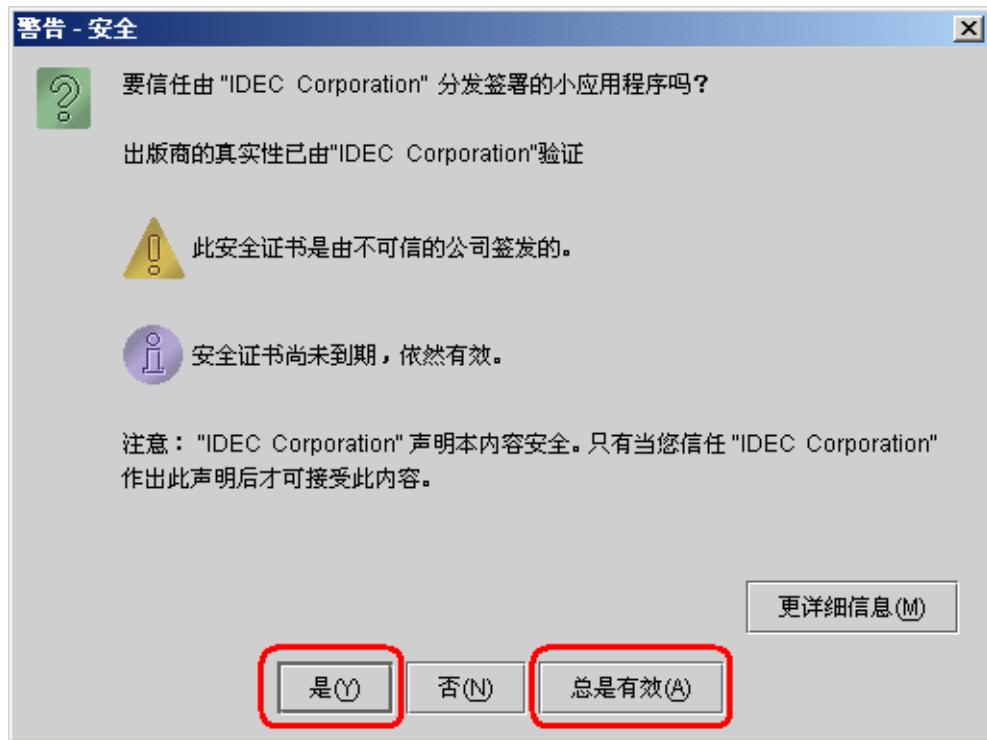 警告 - 安全
要信任由 "IDEC Corporation" 分发签署的小应用程序吗？
出版商的真实性已由"IDEC Corporation"验证
此安全证书是由不可信的公司签发的。
安全证书尚未到期，依然有效。
注意： "IDEC Corporation" 声明本内容安全。只有当您信任 "IDEC Corporation"
作出此声明后才可接受此内容。
更详细信息(M)
是(Y) 否(N) 总是有效(A)